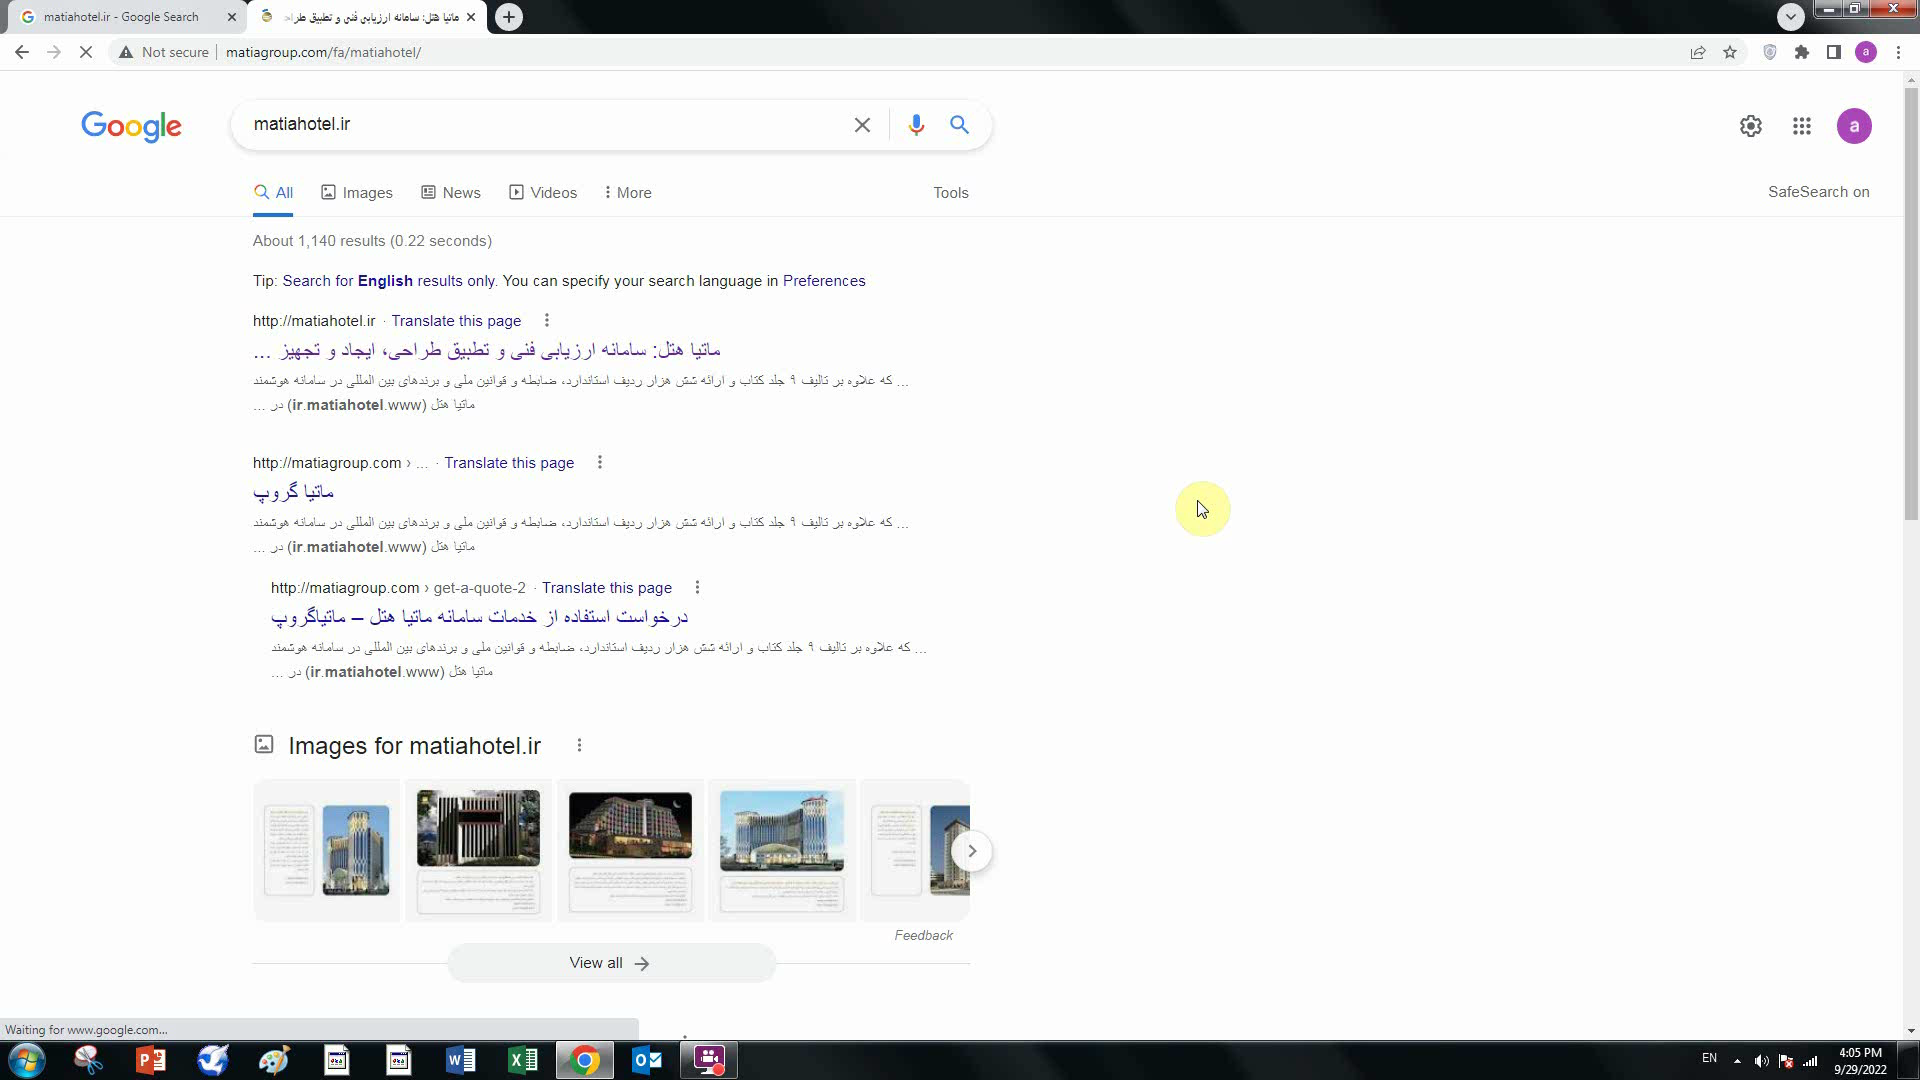 matiahotel.ir - Google Search
ماتیا هتل: سامانه ارزیابی فنی و تطبیق طراح
Not secure
matiagroup.com/fa/matiahotel/
a
Google
matiahotel.ir
a
All
Images
News
Videos
More
Tools
SafeSearch on
About 1,140 results (0.22 seconds)
Tip: Search for English results only. You can specify your search language in Preferences
http://matiahotel.ir · Translate this page
ماتیا هتل: سامانه ارزیابی فنی و تطبیق طراحی، ایجاد و تجهیز ...
... که علاوه بر تالیف ۹ جلد کتاب و ارائه شش هزار ردیف استاندارد، ضابطه و قوانین ملی و برندهای بین المللی در سامانه هوشمند
ماتیا هتل (ir.matiahotel.www) در ...
http://matiagroup.com › ... · Translate this page
ماتیا گروپ
... که علاوه بر تالیف ۹ جلد کتاب و ارائه شش هزار ردیف استاندارد، ضابطه و قوانین ملی و برندهای بین المللی در سامانه هوشمند
ماتیا هتل (ir.matiahotel.www) در ...
http://matiagroup.com › get-a-quote-2 · Translate this page
درخواست استفاده از خدمات سامانه ماتیا هتل – ماتیاگروپ
... که علاوه بر تالیف ۹ جلد کتاب و ارائه شش هزار ردیف استاندارد، ضابطه و قوانین ملی و برندهای بین المللی در سامانه هوشمند
ماتیا هتل (ir.matiahotel.www) در ...
Images for matiahotel.ir
Feedback
View all
Waiting for www.google.com...
EN
4:05 PM
9/29/2022